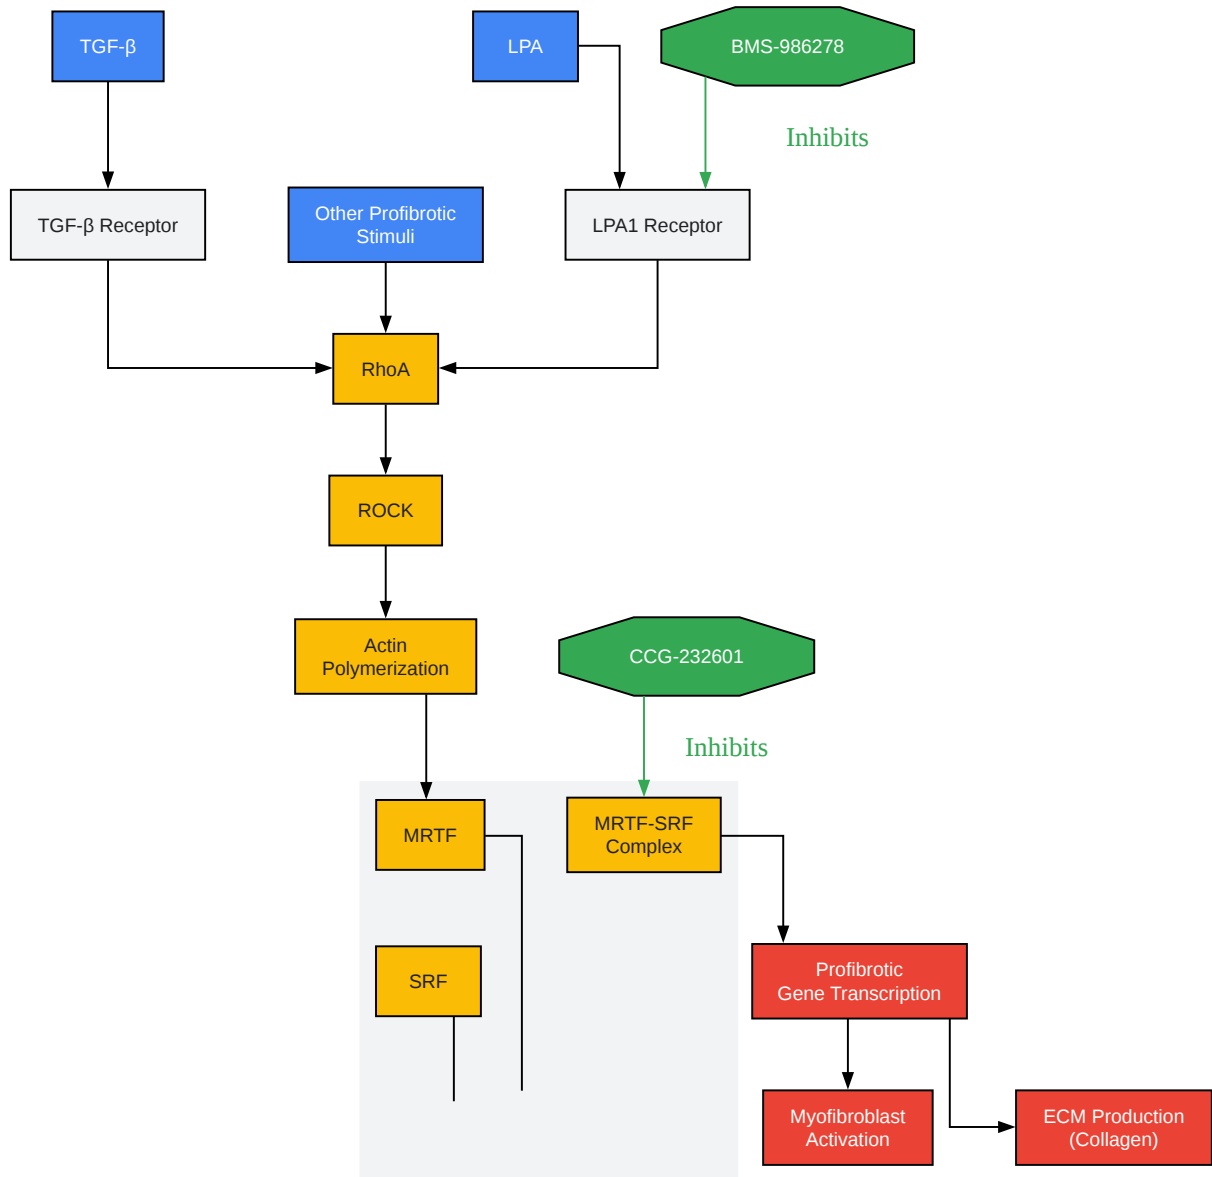 TGF-β
LPA
BMS-986278
Inhibits
TGF-β Receptor
Other Profibrotic
Stimuli
LPA1 Receptor
RhoA
ROCK
Actin
Polymerization
CCG-232601
Inhibits
MRTF
MRTF-SRF
Complex
SRF
Profibrotic
Gene Transcription
Myofibroblast
Activation
ECM Production
(Collagen)